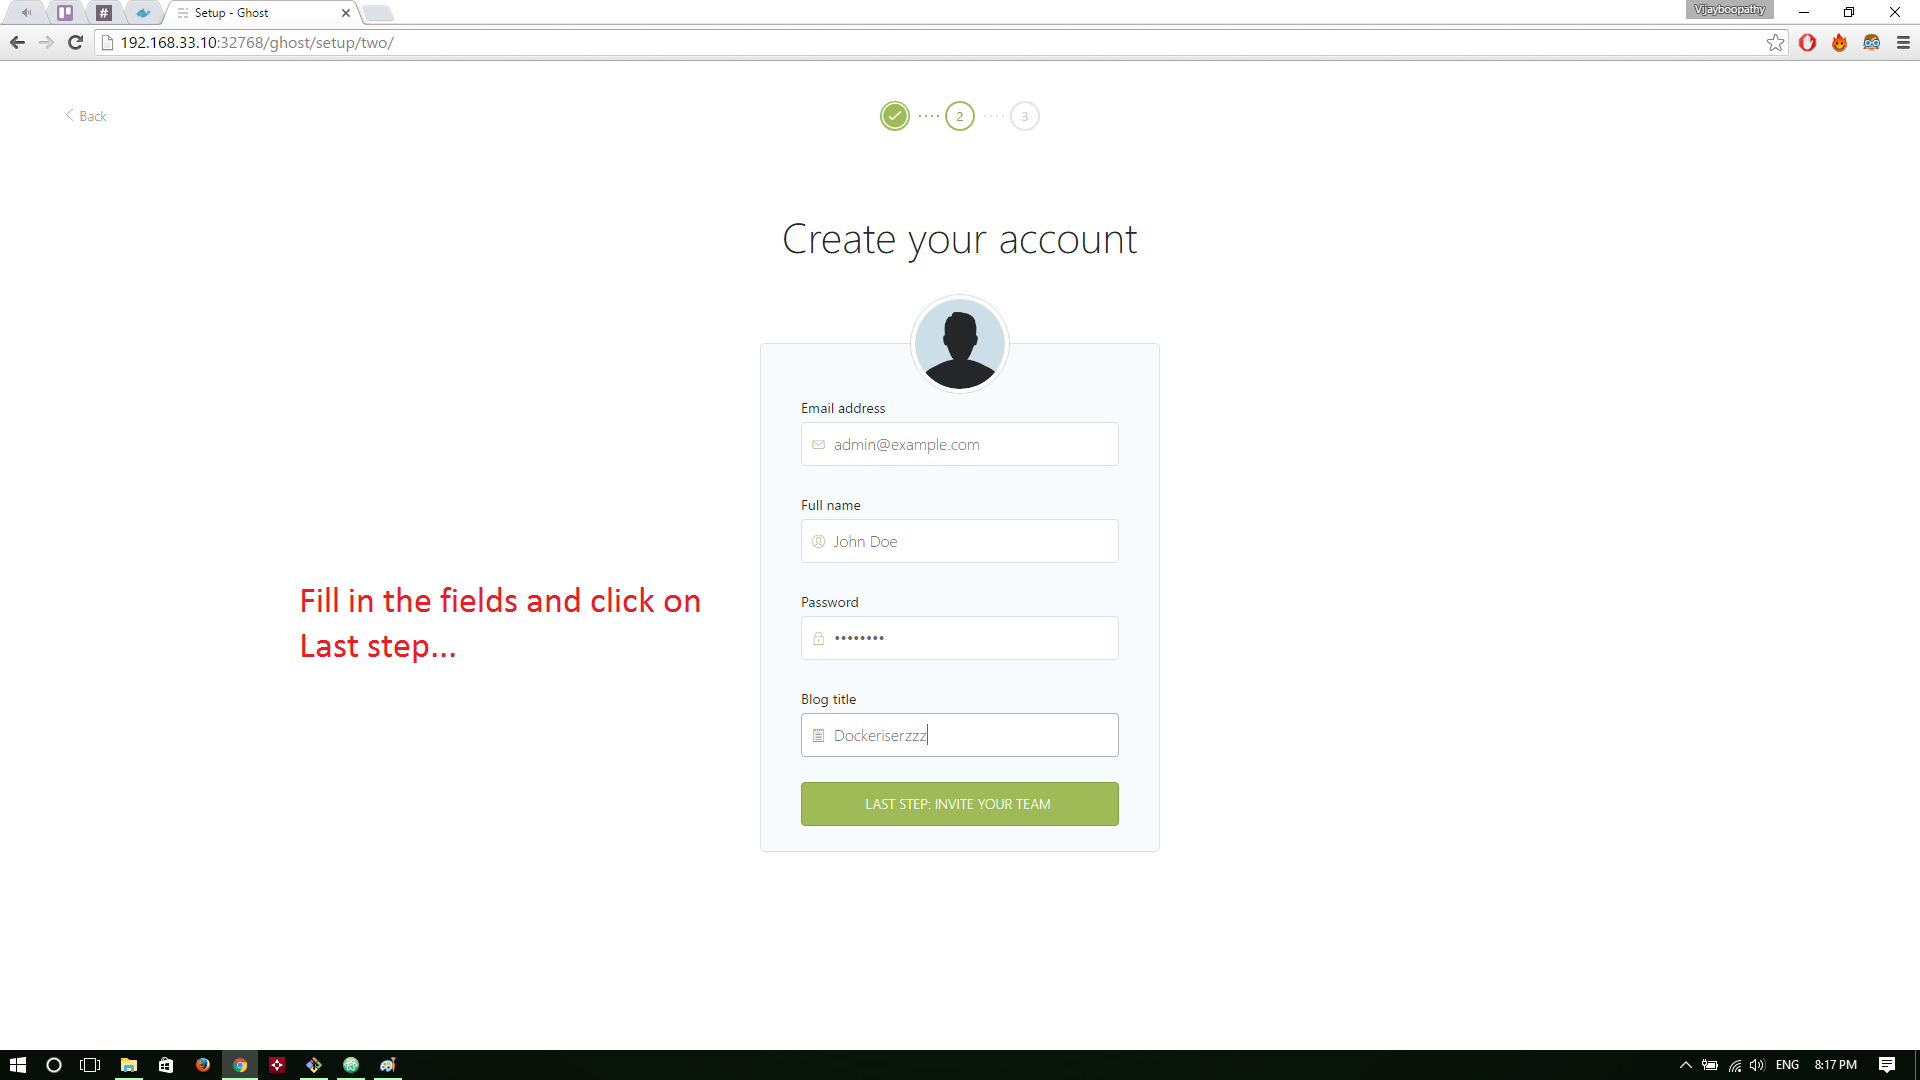 Setup - Ghost
Vijayboopathy
192.168.33.10:32768/ghost/setup/two/
Back
2
3
Create your account
Email address
admin@example.com
Full name
John Doe
Fill in the fields and click on
Last step...
Password
••••••••
Blog title
Dockeriserzzz
LAST STEP: INVITE YOUR TEAM
ENG
8:17 PM